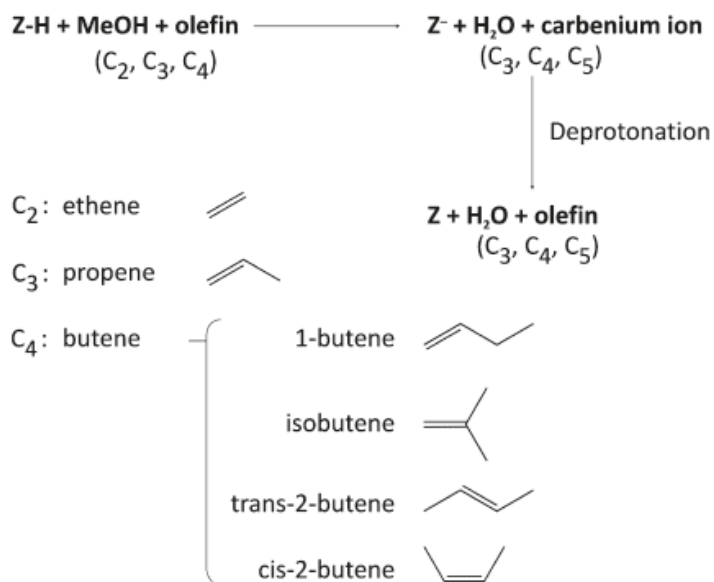 Z-H + MeOH + olefin
(C₂, C₃, C₄)
Z⁻ + H₂O + carbenium ion
(C₃, C₄, C₅)
Deprotonation
Z + H₂O + olefin
(C₃, C₄, C₅)
C₂: ethene
C₃: propene
C₄: butene
1-butene
isobutene
trans-2-butene
cis-2-butene